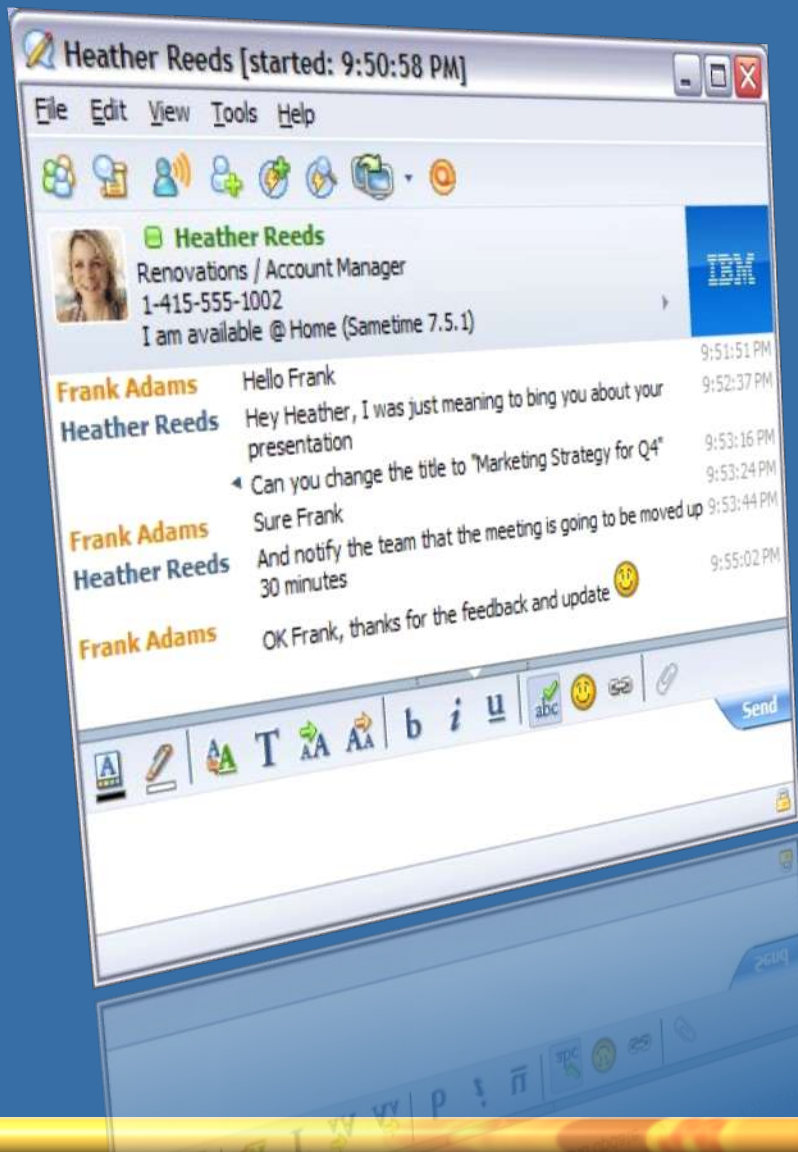 Heather Reeds [started: 9:50:58 PM]
File Edit View Tools Help
Heather Reeds
Renovations / Account Manager
1-415-555-1002
I am available @ Home (Sametime 7.5.1)
IBM
Frank Adams Hello Frank 9:51:51 PM
Heather Reeds Hey Heather, I was just meaning to bing you about your 9:52:37 PM
presentation
Can you change the title to "Marketing Strategy for Q4" 9:53:16 PM
Frank Adams Sure Frank 9:53:24 PM
Heather Reeds And notify the team that the meeting is going to be moved up 9:53:44 PM
30 minutes
Frank Adams OK Frank, thanks for the feedback and update 9:55:02 PM
A A A T A A A A b i u abc
Send